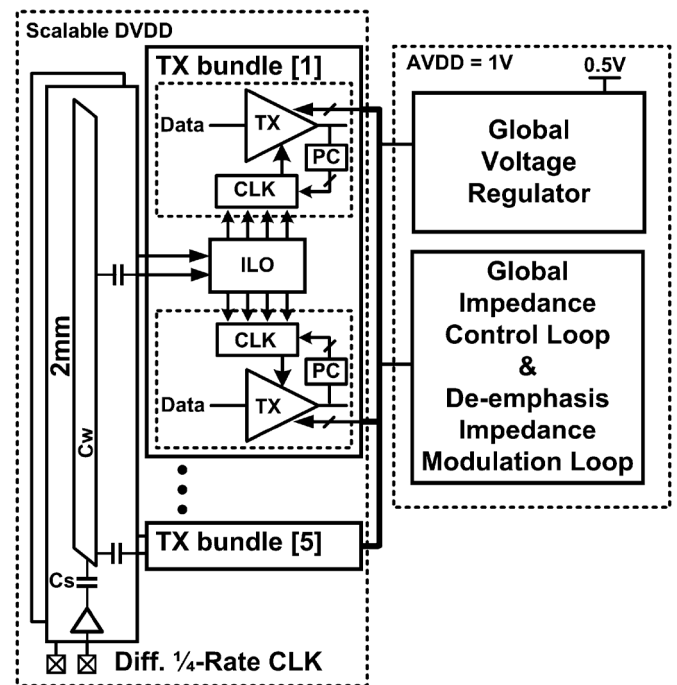 Scalable DVDD
TX bundle [1]
Data
TX
PC
CLK
ILO
CLK
PC
Data
TX
2mm
Cw
Cs
TX bundle [5]
Diff. ¼-Rate CLK
AVDD = 1V
0.5V
Global
Voltage
Regulator
Global
Impedance
Control Loop
&
De-emphasis
Impedance
Modulation Loop